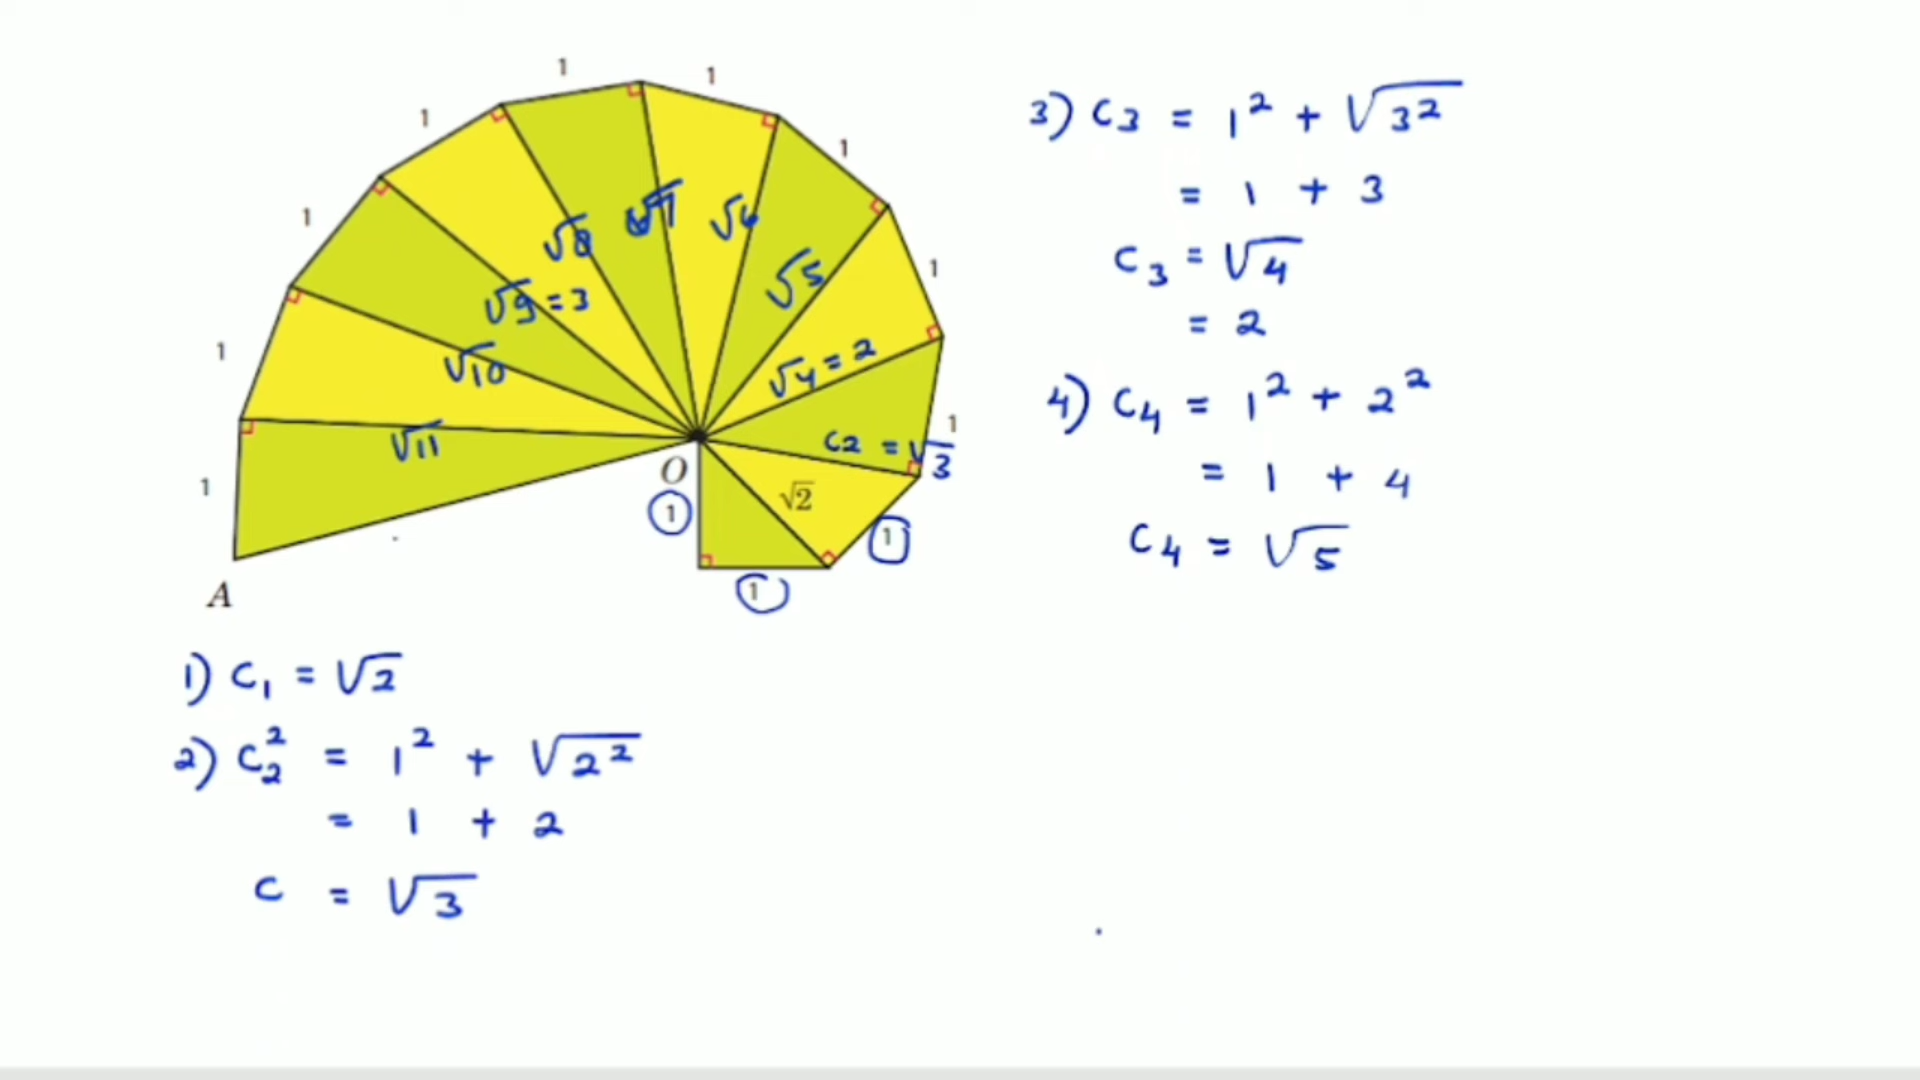 1
1
1
1
1
1
1
1
1
1
1
1
1
√8
√7
√6
√5
√9 = 3
√10
√4 = 2
√11
C2 = √3
O
√2
A
1) C₁ = √2
2) C₂² = 1² + √2²
= 1 + 2
C = √3
3) C₃ = 1² + √3²
= 1 + 3
C₃ = √4
= 2
4) C₄ = 1² + 2²
= 1 + 4
C₄ = √5